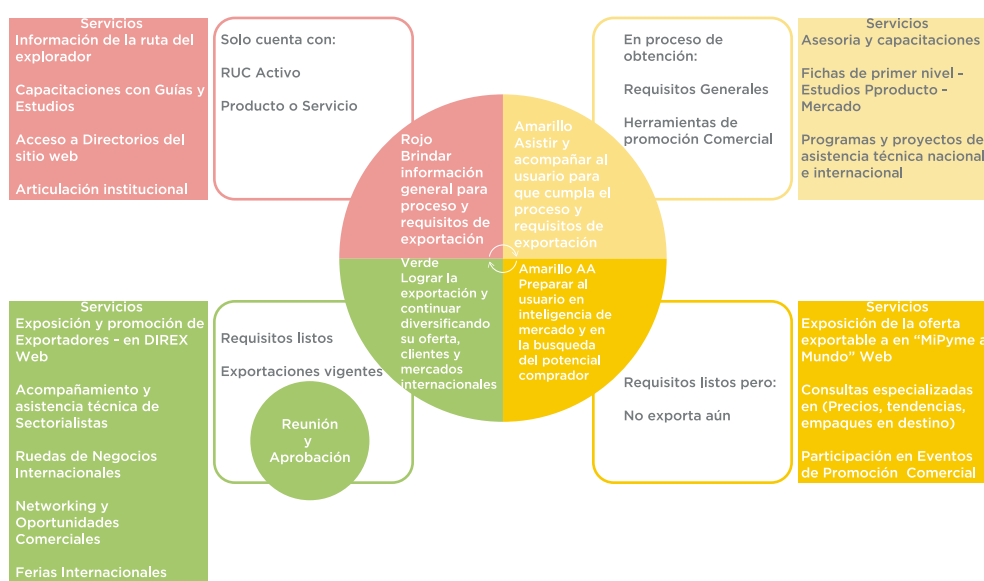 Servicios
Información de la ruta del
explorador
Capacitaciones con Guías y
Estudios
Acceso a Directorios del
sitio web
Articulación institucional
Solo cuenta con:
RUC Activo
Producto o Servicio
Rojo
Brindar
información
general para
proceso y
requisitos de
exportación
Amarillo
Asistir y
acompañar al
usuario para
que cumpla el
proceso y
requisitos de
exportación
En proceso de
obtención:
Requisitos Generales
Herramientas de
promoción Comercial
Servicios
Asesoria y capacitaciones
Fichas de primer nivel -
Estudios Pproducto -
Mercado
Programas y proyectos de
asistencia técnica nacional
e internacional
Servicios
Exposición y promoción de
Exportadores - en DIREX
Web
Acompañamiento y
asistencia técnica de
Sectorialistas
Ruedas de Negocios
Internacionales
Networking y
Oportunidades
Comerciales
Ferias Internacionales
Requisitos listos
Exportaciones vigentes
Reunión
y
Aprobación
Verde
Lograr la
exportación y
continuar
diversificando
su oferta,
clientes y
mercados
internacionales
Amarillo AA
Preparar al
usuario en
inteligencia de
mercado y en
la busqueda
del potencial
comprador
Requisitos listos pero:
No exporta aún
Servicios
Exposición de la oferta
exportable a en “MiPyme a
Mundo” Web
Consultas especializadas
en (Precios, tendencias,
empaques en destino)
Participación en Eventos
de Promoción Comercial